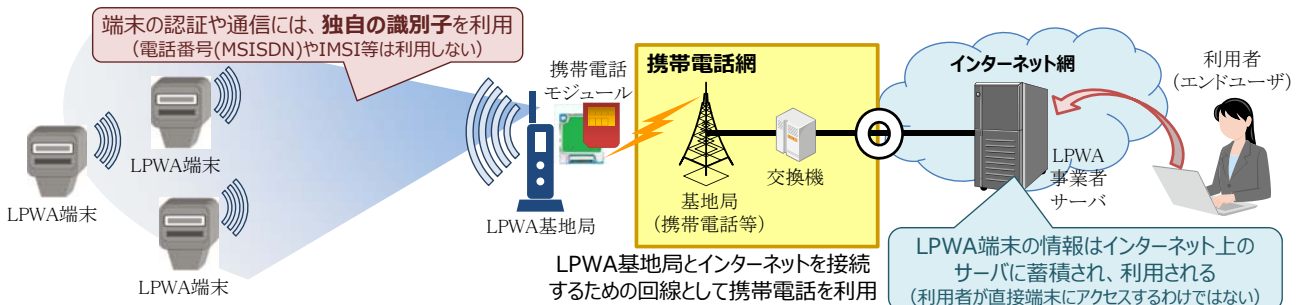 端末の認証や通信には、独自の識別子を利用
（電話番号(MSISDN)やIMSI等は利用しない）
LPWA端末
LPWA端末
LPWA端末
携帯電話
モジュール
LPWA基地局
携帯電話網
基地局
（携帯電話等）
交換機
LPWA基地局とインターネットを接続
するための回線として携帯電話を利用
インターネット網
LPWA
事業者
サーバ
利用者
（エンドユーザ）
LPWA端末の情報はインターネット上の
サーバに蓄積され、利用される
（利用者が直接端末にアクセスするわけではない）